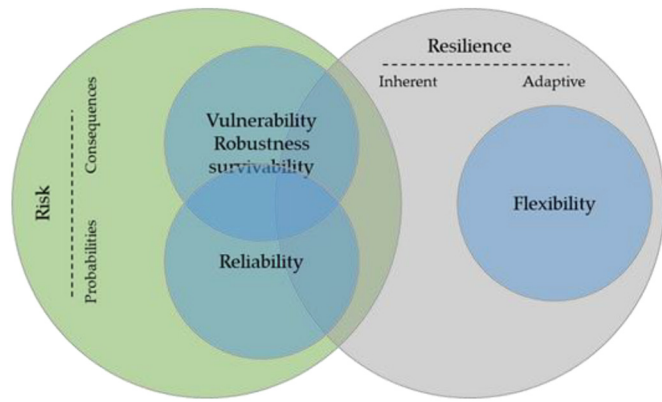 Risk
Consequences
Probabilities
Vulnerability
Robustness
survivability
Reliability
Resilience
Inherent
Adaptive
Flexibility